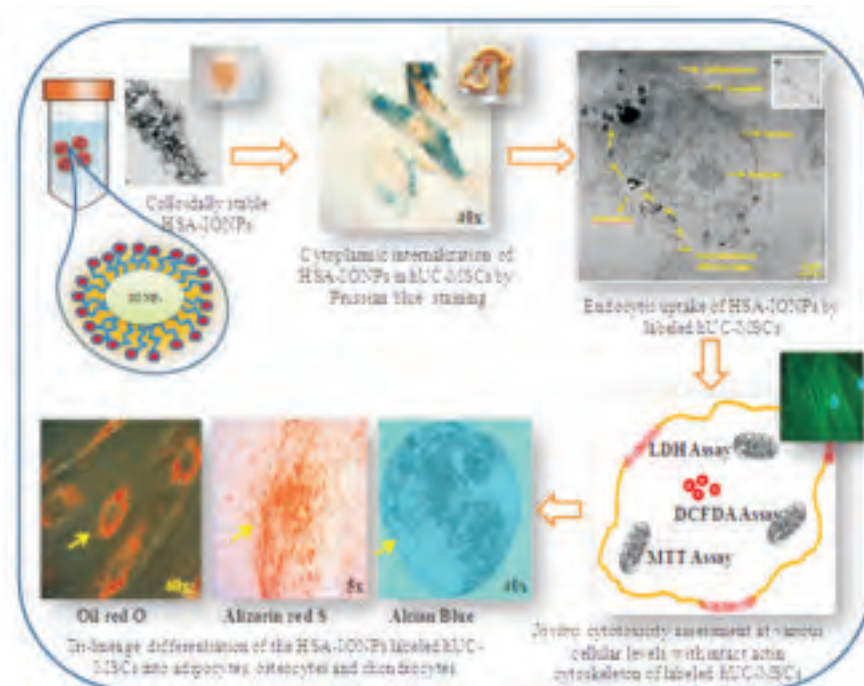 Colloidally stable
HSA-IONPs
IONPs
40x
Cytoplasmic internalization of
HSA-IONPs in hUC-MSCs by
Prussian blue staining
Endocytic uptake of HSA-IONPs by
labeled hUC-MSCs
LDH Assay
DCFDA Assay
MTT Assay
cytotoxicity assessment at various
cellular levels with intact actin
cytoskeleton of labeled hUC-MSCs
40x
Oil red O
Alizarin red S
Alcian Blue
Tri-lineage differentiation of the HSA-IONPs labeled hUC-
MSCs into adipocytes, osteocytes and chondrocytes